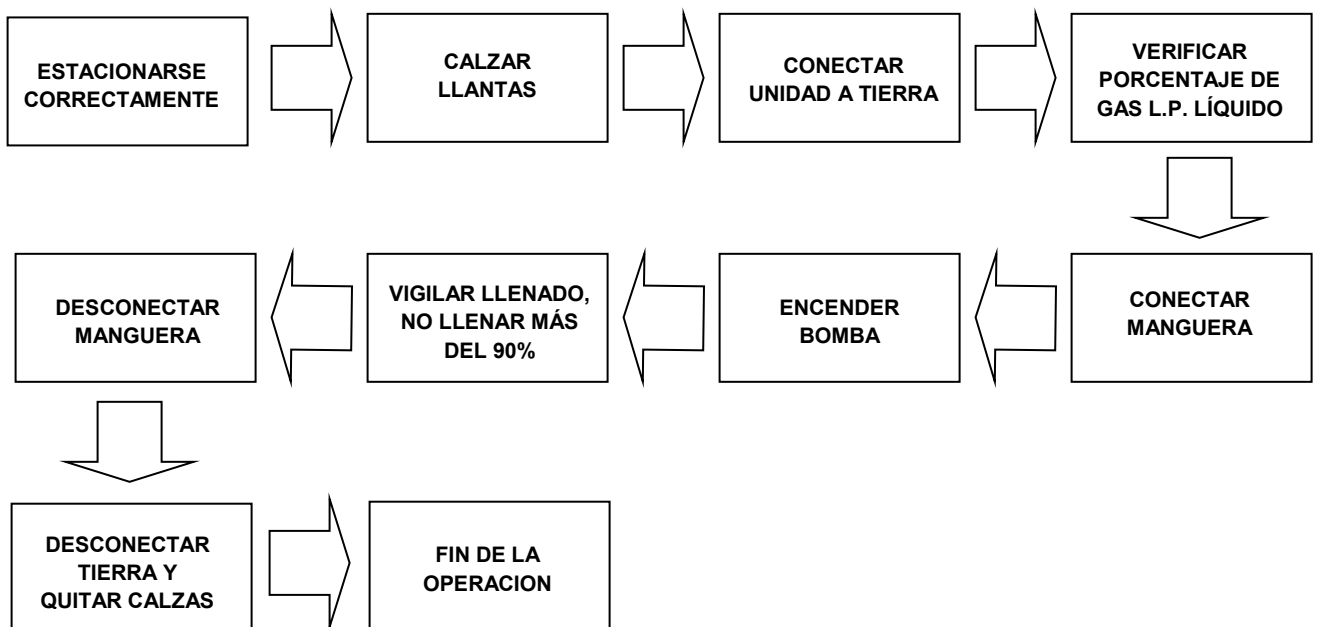 ESTACIONARSE
CORRECTAMENTE
CALZAR
LLANTAS
CONECTAR
UNIDAD A TIERRA
VERIFICAR
PORCENTAJE DE
GAS L.P. LÍQUIDO
CONECTAR
MANGUERA
ENCENDER
BOMBA
VIGILAR LLENADO,
NO LLENAR MÁS
DEL 90%
DESCONECTAR
MANGUERA
DESCONECTAR
TIERRA Y
QUITAR CALZAS
FIN DE LA
OPERACION